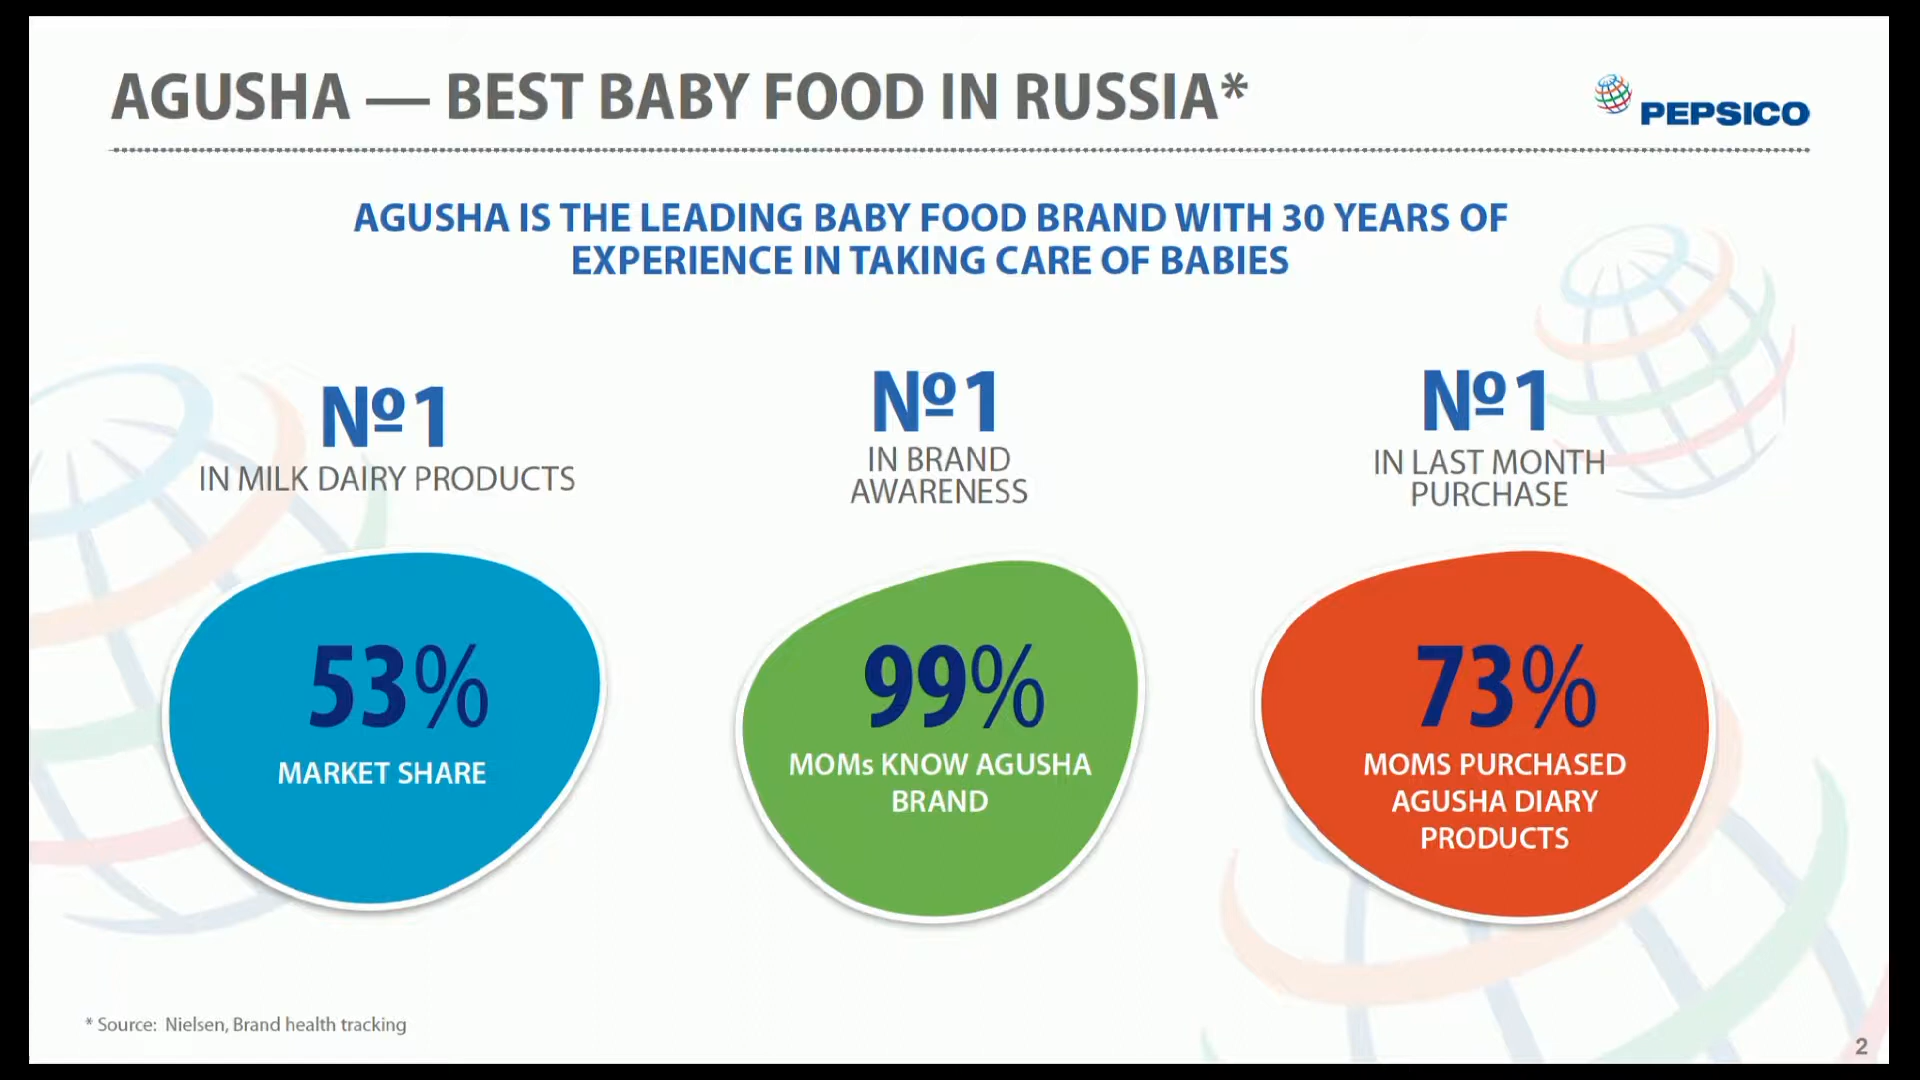 AGUSHA — BEST BABY FOOD IN RUSSIA*
PEPSICO
AGUSHA IS THE LEADING BABY FOOD BRAND WITH 30 YEARS OF
EXPERIENCE IN TAKING CARE OF BABIES
№1
IN MILK DAIRY PRODUCTS
53%
MARKET SHARE
№1
IN BRAND
AWARENESS
99%
MOMs KNOW AGUSHA
BRAND
№1
IN LAST MONTH
PURCHASE
73%
MOMS PURCHASED
AGUSHA DIARY
PRODUCTS
* Source: Nielsen, Brand health tracking
2